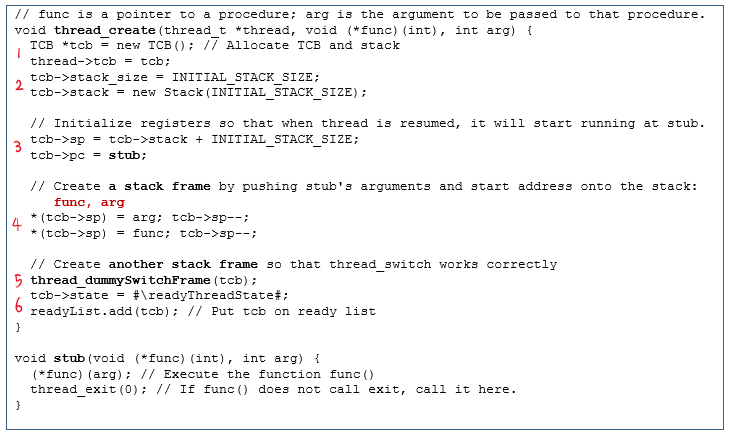 // func is a pointer to a procedure; arg is the argument to be passed to that procedure.
void thread_create(thread_t *thread, void (*func)(int), int arg) {
1 TCB *tcb = new TCB(); // Allocate TCB and stack
thread->tcb = tcb;
2 tcb->stack_size = INITIAL_STACK_SIZE;
tcb->stack = new Stack(INITIAL_STACK_SIZE);
// Initialize registers so that when thread is resumed, it will start running at stub.
3 tcb->sp = tcb->stack + INITIAL_STACK_SIZE;
tcb->pc = stub;
// Create a stack frame by pushing stub's arguments and start address onto the stack:
func, arg
4 *(tcb->sp) = arg; tcb->sp--;
*(tcb->sp) = func; tcb->sp--;
// Create another stack frame so that thread_switch works correctly
5 thread_dummySwitchFrame(tcb);
6 tcb->state = #\readyThreadState#;
readyList.add(tcb); // Put tcb on ready list
}
void stub(void (*func)(int), int arg) {
(*func)(arg); // Execute the function func()
thread_exit(0); // If func() does not call exit, call it here.
}